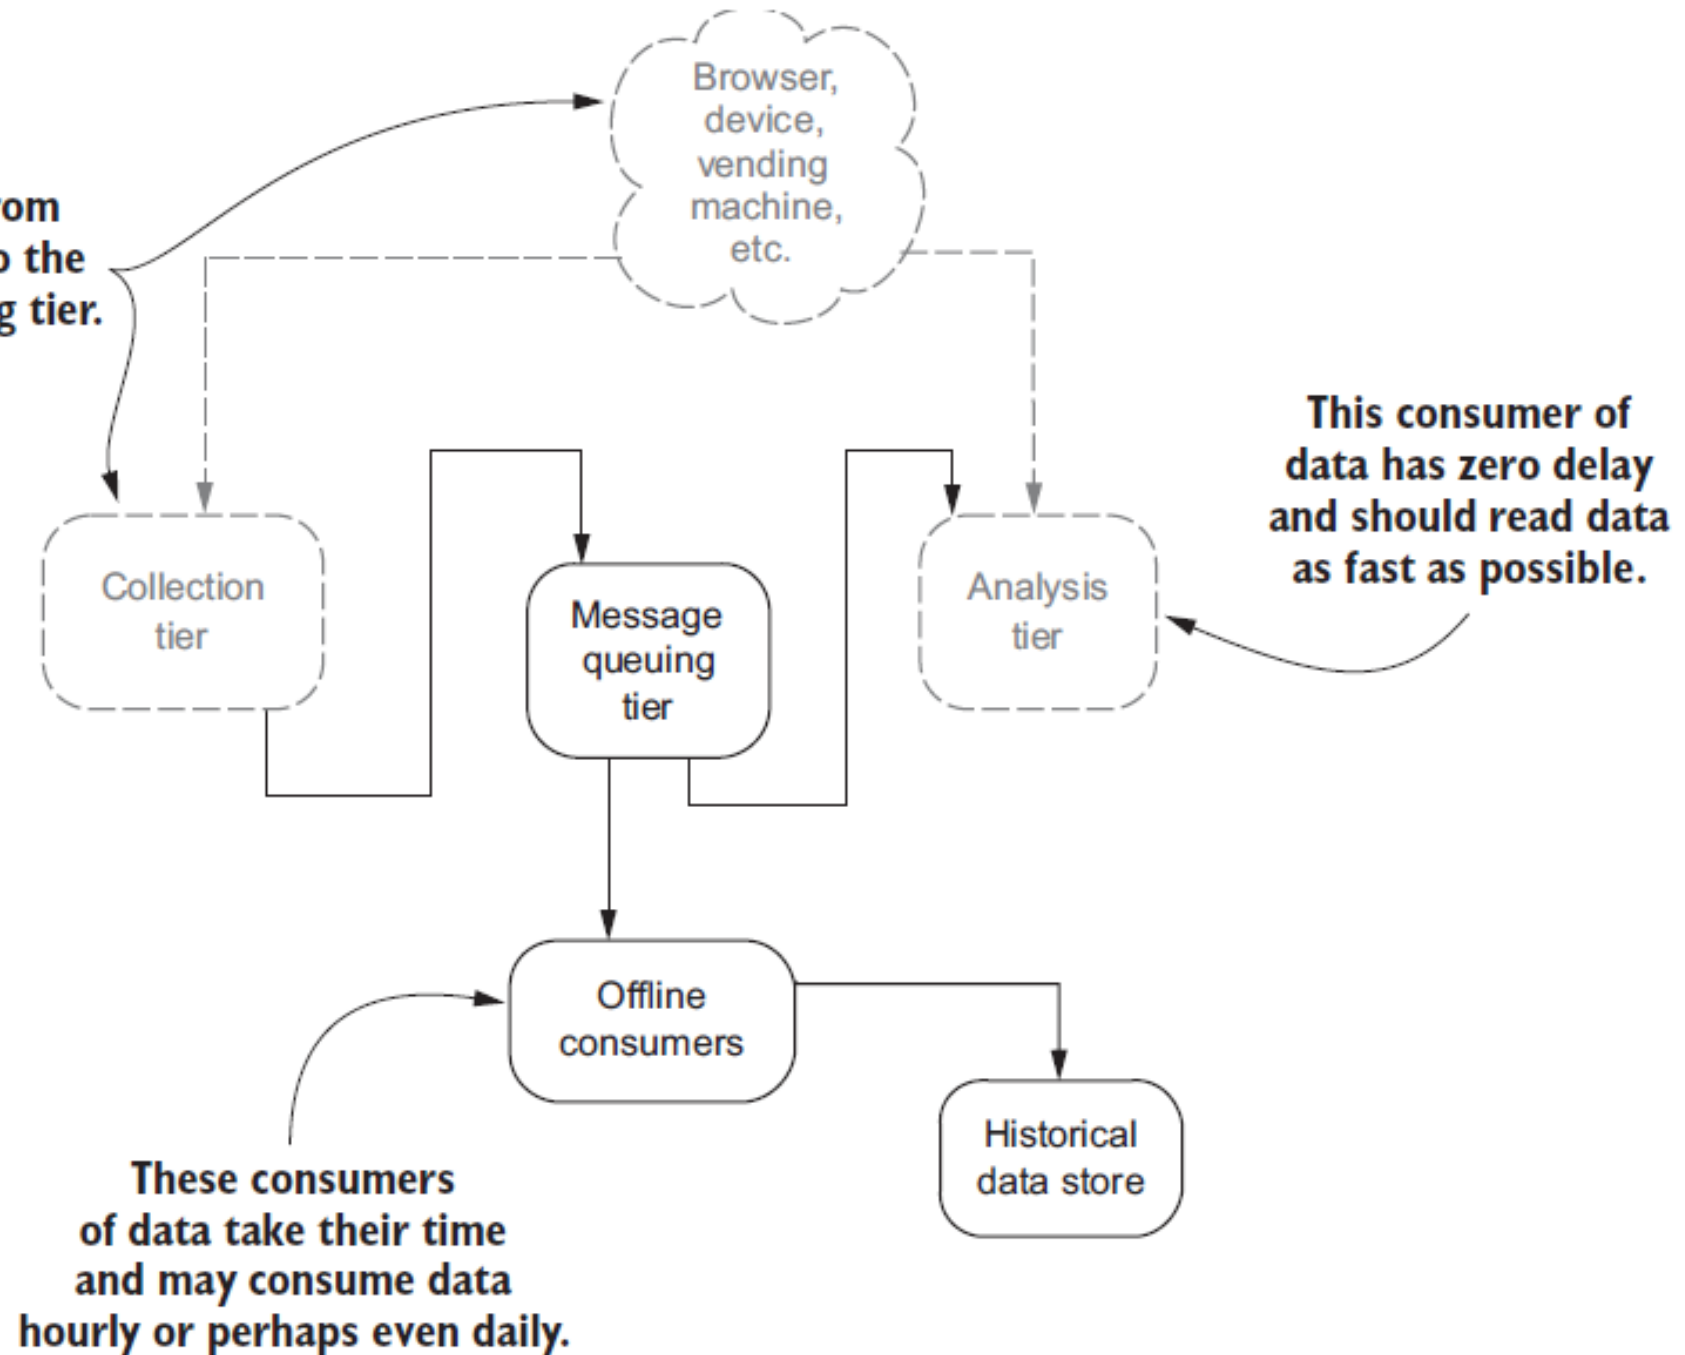 Browser,
device,
vending
machine,
etc.
the
tier.
This consumer of
data has zero delay
and should read data
as fast as possible.
Collection
tier
Message
queuing
tier
Analysis
tier
Offline
consumers
Historical
data store
These consumers
of data take their time
and may consume data
hourly or perhaps even daily.